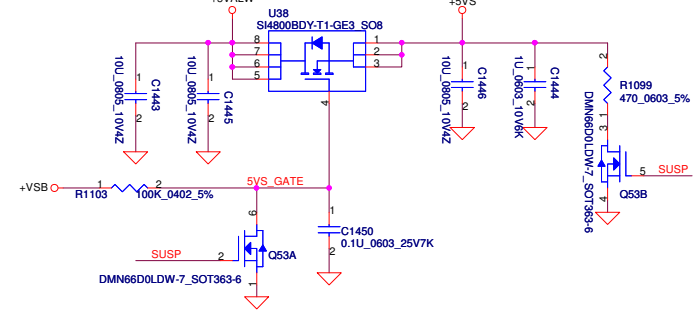 +5VALW
+5VS
U38
SI4800BDY-T1-GE3_SO8
8
7
6
5
1
2
3
4
10U_0805_10V4Z
1
2
C1443
10U_0805_10V4Z
1
2
C1445
10U_0805_10V4Z
1
2
C1446
1U_0603_10V6K
1
2
C1444
2
R1099
470_0603_5%
1
DMN66D0LDW-7_SOT363-6
3
5
SUSP
Q53B
4
+VSB
1
2
R1103
100K_0402_5%
5VS_GATE
6
SUSP
2
Q53A
DMN66D0LDW-7_SOT363-6
1
1
C1450
0.1U_0603_25V7K
2